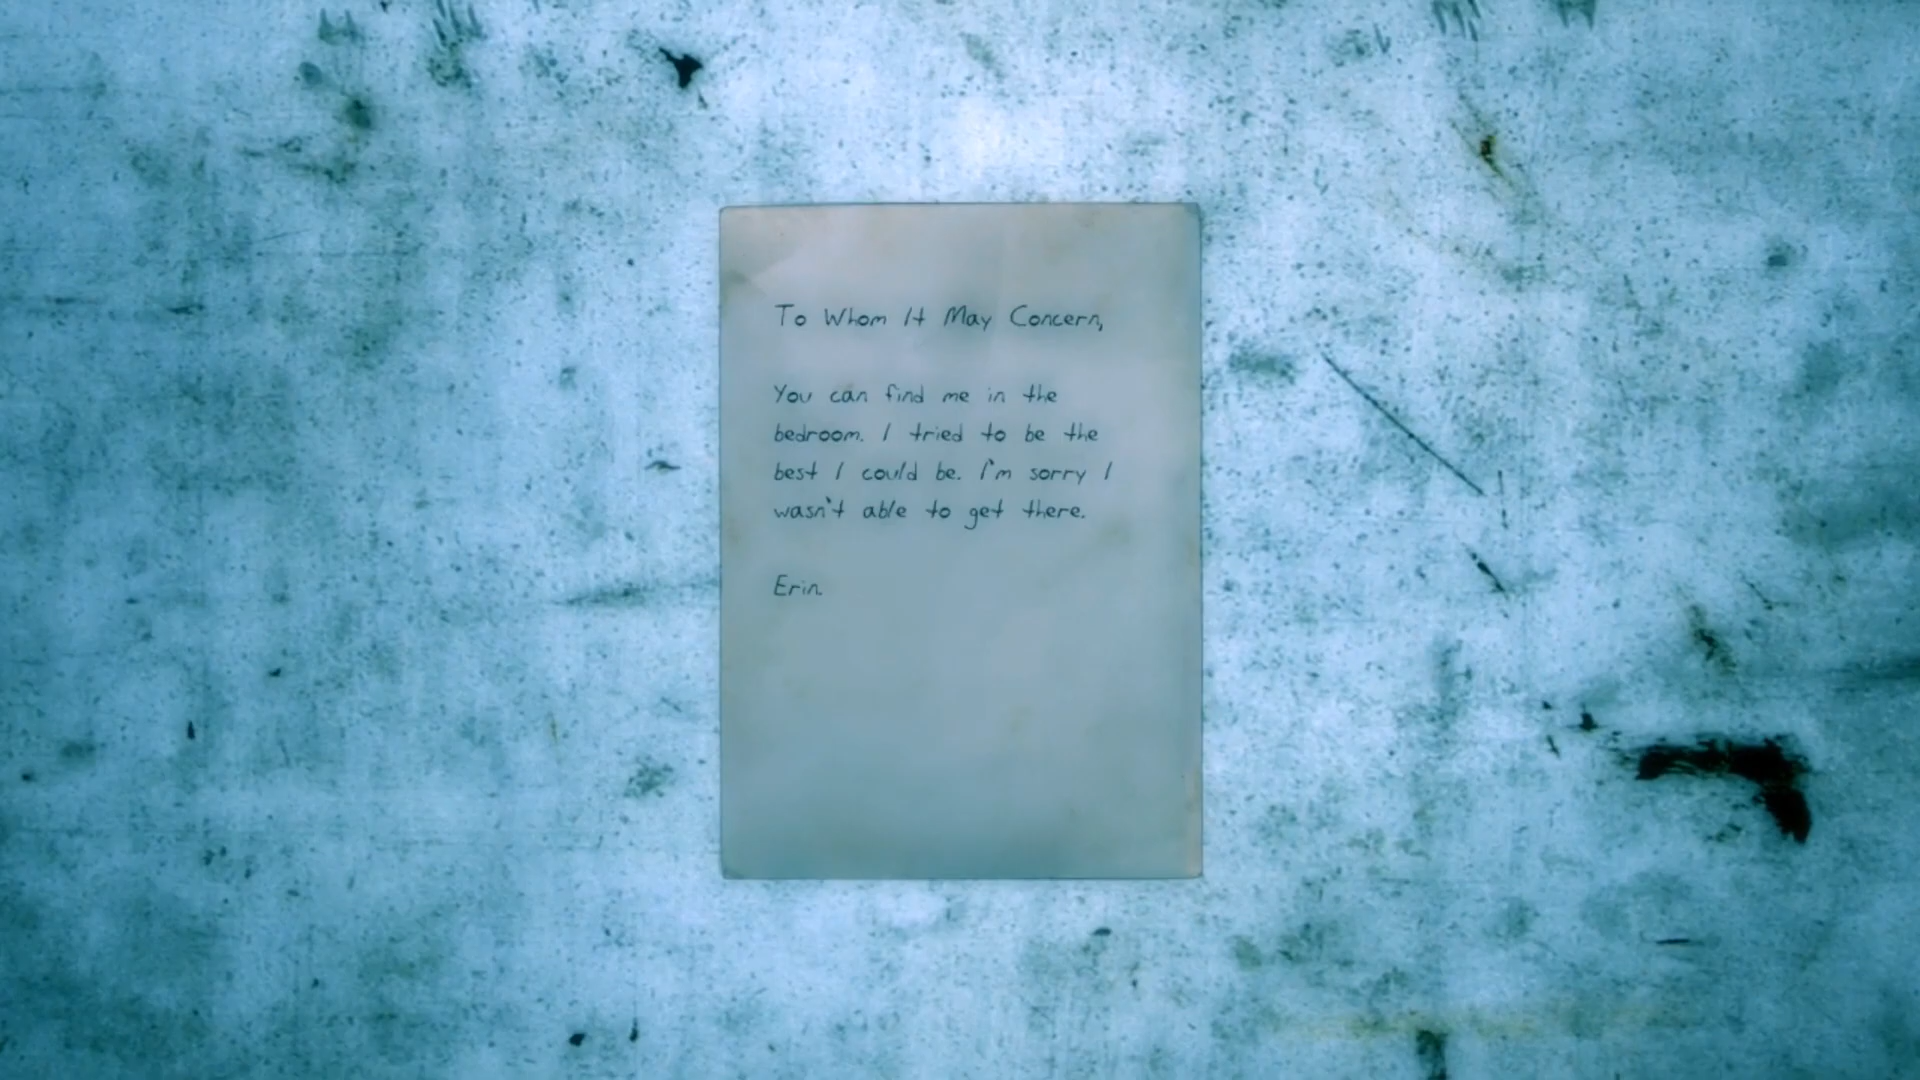 To Whom It May Concern,
You can find me in the
bedroom. I tried to be the
best I could be. I'm sorry I
wasn't able to get there.
Erin.